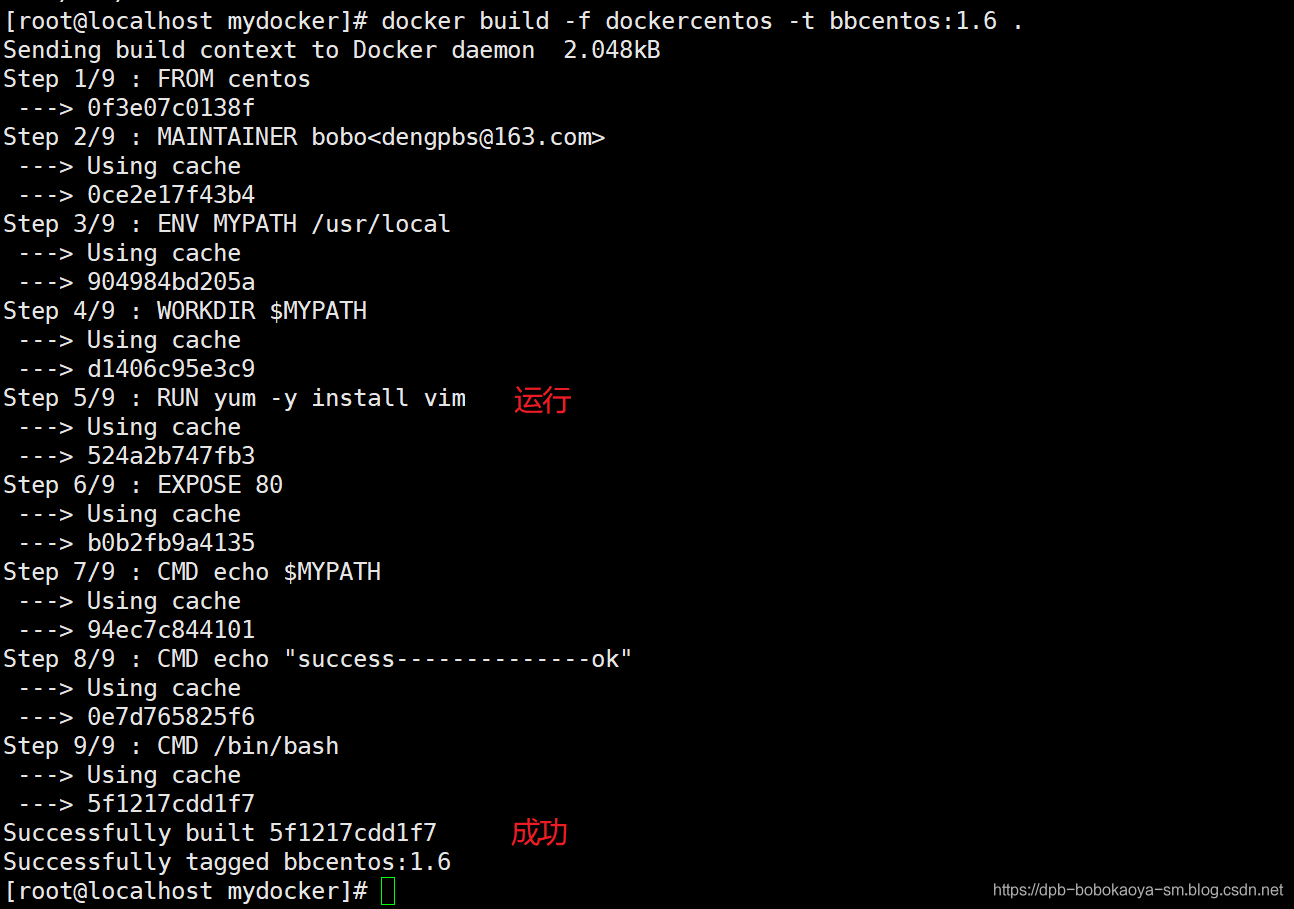 [root@localhost mydocker]# docker build -f dockercentos -t bbcentos:1.6 .
Sending build context to Docker daemon  2.048kB
Step 1/9 : FROM centos
 ---> 0f3e07c0138f
Step 2/9 : MAINTAINER bobo<dengpbs@163.com>
 ---> Using cache
 ---> 0ce2e17f43b4
Step 3/9 : ENV MYPATH /usr/local
 ---> Using cache
 ---> 904984bd205a
Step 4/9 : WORKDIR $MYPATH
 ---> Using cache
 ---> d1406c95e3c9
Step 5/9 : RUN yum -y install vim 运行
 ---> Using cache
 ---> 524a2b747fb3
Step 6/9 : EXPOSE 80
 ---> Using cache
 ---> b0b2fb9a4135
Step 7/9 : CMD echo $MYPATH
 ---> Using cache
 ---> 94ec7c844101
Step 8/9 : CMD echo "success--------------ok"
 ---> Using cache
 ---> 0e7d765825f6
Step 9/9 : CMD /bin/bash
 ---> Using cache
 ---> 5f1217cdd1f7
Successfully built 5f1217cdd1f7 成功
Successfully tagged bbcentos:1.6
[root@localhost mydocker]#
https://dpb-bobokaoya-sm.blog.csdn.net